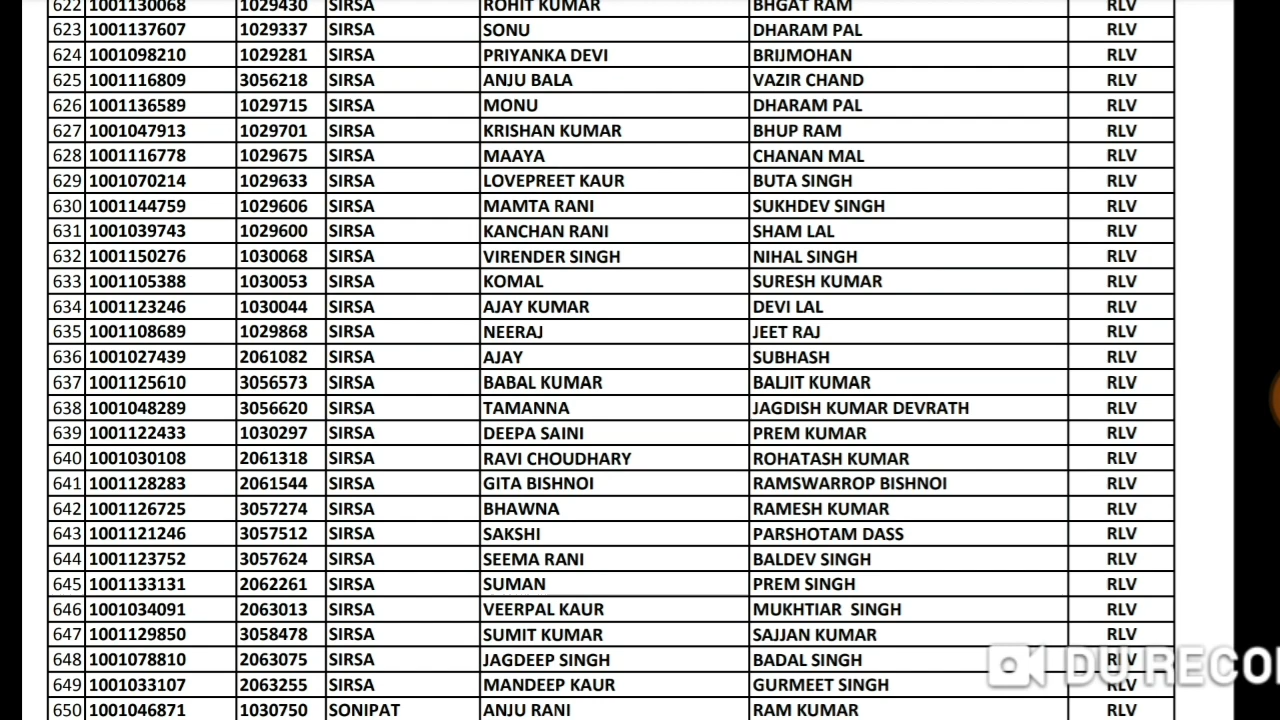 622 1001130068 1029430 SIRSA ROHIT KUMAR BHGAT RAM RLV
623 1001137607 1029337 SIRSA SONU DHARAM PAL RLV
624 1001098210 1029281 SIRSA PRIYANKA DEVI BRIJMOHAN RLV
625 1001116809 3056218 SIRSA ANJU BALA VAZIR CHAND RLV
626 1001136589 1029715 SIRSA MONU DHARAM PAL RLV
627 1001047913 1029701 SIRSA KRISHAN KUMAR BHUP RAM RLV
628 1001116778 1029675 SIRSA MAAYA CHANAN MAL RLV
629 1001070214 1029633 SIRSA LOVEPREET KAUR BUTA SINGH RLV
630 1001144759 1029606 SIRSA MAMTA RANI SUKHDEV SINGH RLV
631 1001039743 1029600 SIRSA KANCHAN RANI SHAM LAL RLV
632 1001150276 1030068 SIRSA VIRENDER SINGH NIHAL SINGH RLV
633 1001105388 1030053 SIRSA KOMAL SURESH KUMAR RLV
634 1001123246 1030044 SIRSA AJAY KUMAR DEVI LAL RLV
635 1001108689 1029868 SIRSA NEERAJ JEET RAJ RLV
636 1001027439 2061082 SIRSA AJAY SUBHASH RLV
637 1001125610 3056573 SIRSA BABAL KUMAR BALJIT KUMAR RLV
638 1001048289 3056620 SIRSA TAMANNA JAGDISH KUMAR DEVRATH RLV
639 1001122433 1030297 SIRSA DEEPA SAINI PREM KUMAR RLV
640 1001030108 2061318 SIRSA RAVI CHOUDHARY ROHATASH KUMAR RLV
641 1001128283 2061544 SIRSA GITA BISHNOI RAMSWARROP BISHNOI RLV
642 1001126725 3057274 SIRSA BHAWNA RAMESH KUMAR RLV
643 1001121246 3057512 SIRSA SAKSHI PARSHOTAM DASS RLV
644 1001123752 3057624 SIRSA SEEMA RANI BALDEV SINGH RLV
645 1001133131 2062261 SIRSA SUMAN PREM SINGH RLV
646 1001034091 2063013 SIRSA VEERPAL KAUR MUKHTIAR SINGH RLV
647 1001129850 3058478 SIRSA SUMIT KUMAR SAJJAN KUMAR RLV
648 1001078810 2063075 SIRSA JAGDEEP SINGH BADAL SINGH RLV
DU RECO
649 1001033107 2063255 SIRSA MANDEEP KAUR GURMEET SINGH RLV
650 1001046871 1030750 SONIPAT ANJU RANI RAM KUMAR RLV